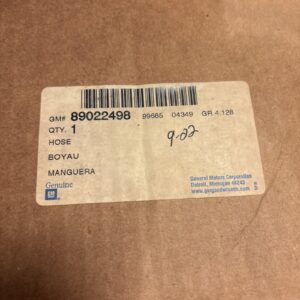 GM# 89022498 99685 04349 GR 4.128
QTY. 1
9-22
HOSE
BOYAU
MANGUERA
Genuine
GM
General Motors Corporation
Detroit, Michigan 48243